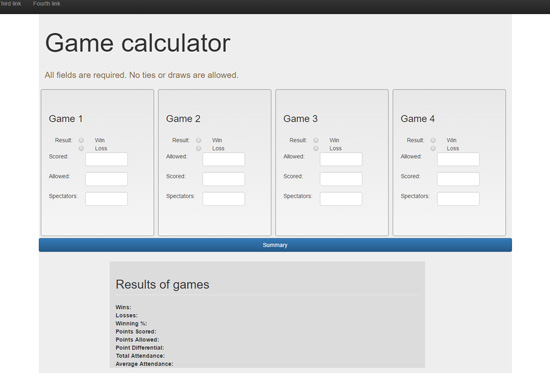 Third link Fourth link
Game calculator
All fields are required. No ties or draws are allowed.
Game 1
Result: Win
Loss
Scored:
Allowed:
Spectators:
Game 2
Result: Win
Loss
Allowed:
Scored:
Spectators:
Game 3
Result: Win
Loss
Allowed:
Scored:
Spectators:
Game 4
Result: Win
Loss
Allowed:
Scored:
Spectators:
Summary
Results of games
Wins:
Losses:
Winning %:
Points Scored:
Points Allowed:
Point Differential:
Total Attendance:
Average Attendance: